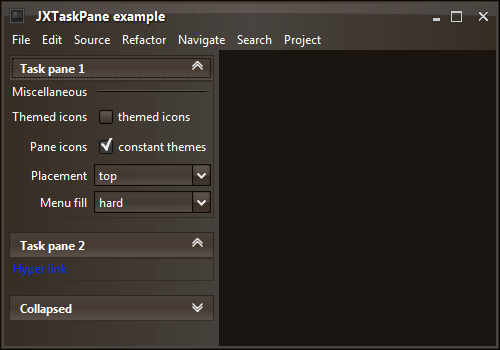 JXTaskPane example
File Edit Source Refactor Navigate Search Project
Task pane 1
Miscellaneous
Themed icons themed icons
Pane icons constant themes
Placement top
Menu fill hard
Task pane 2
Hyper link
Collapsed